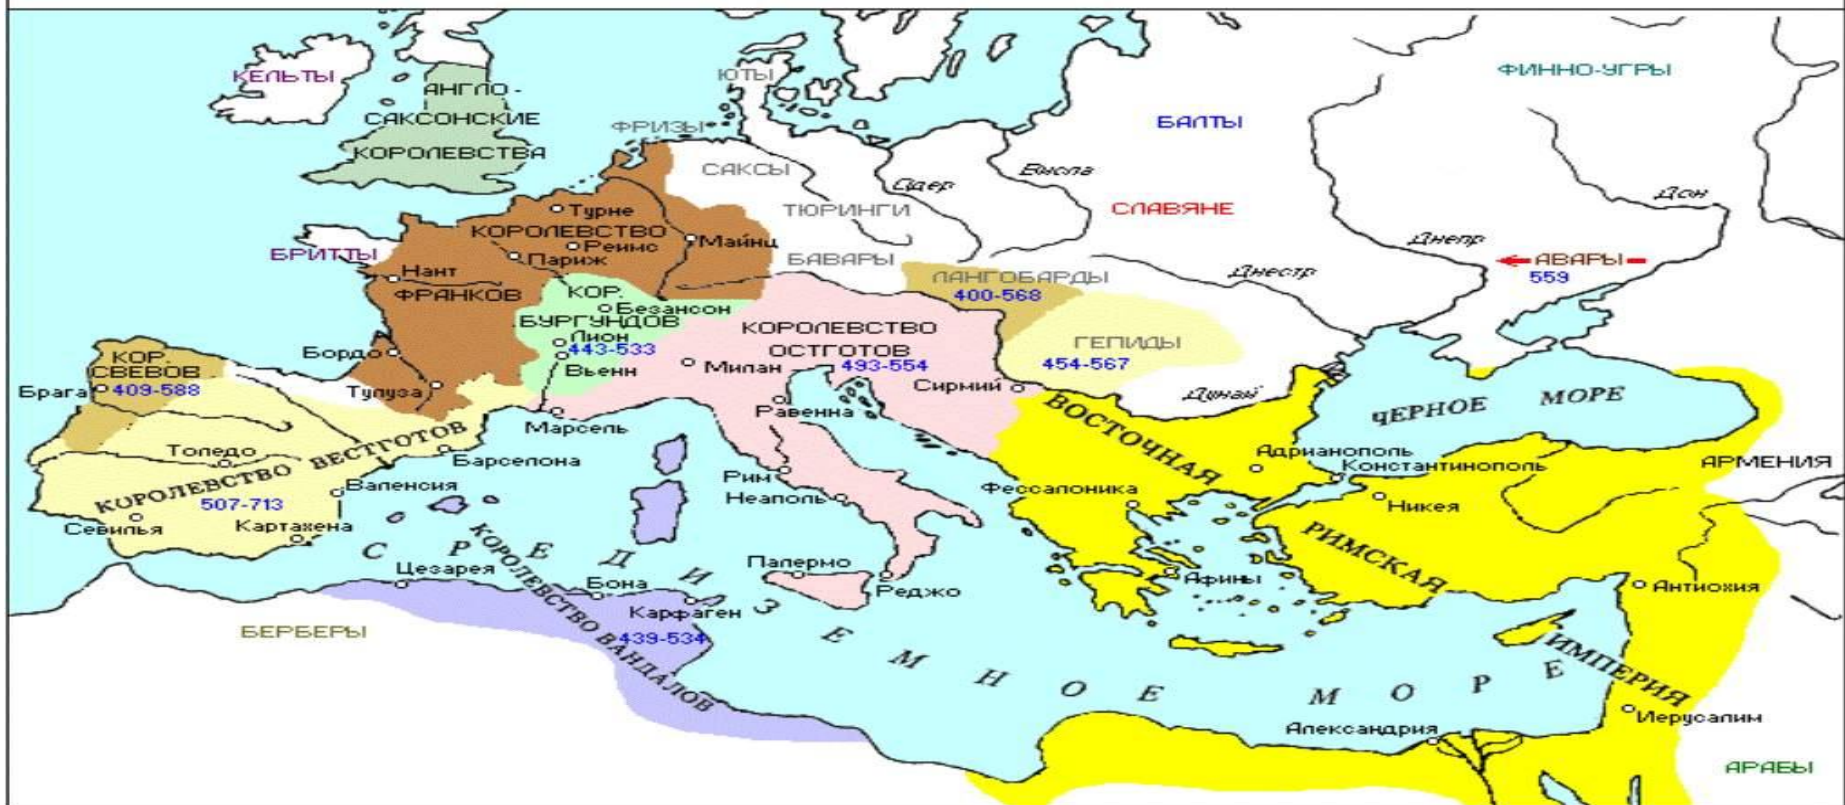 КЕЛЬТЫ
АНГЛО -
САКСОНСКИЕ
КОРОЛЕВСТВА
ЮТЫ
ФРИЗЫ
САКСЫ
ТЮРИНГИ
БАВАРЫ
Одер
Висла
БАЛТЫ
СЛАВЯНЕ
ФИННО-УГРЫ
Дон
Днепр
Днестр
АВАРЫ
559
БРИТТЫ
Турне
КОРОЛЕВСТВО
Реимс
Париж
Майнц
Нант
ФРАНКОВ
КОР.
Безансон
БУРГУНДОВ
Лион
443-533
Вьенн
Бордо
Тулуза
ЛАНГОБАРДЫ
400-568
ГЕПИДЫ
454-567
КОРОЛЕВСТВО
ОСТГОТОВ
493-554
Милан
Сирмий
Дунай
Равенна
Марсель
КОР.
СВЕВОВ
Брага
409-588
Толедо
КОРОЛЕВСТВО ВЕСТГОТОВ
507-713
Барселона
Валенсия
Севилья
Картахена
Рим
Неаполь
Палермо
Реджо
ЧЕРНОЕ МОРЕ
ВОСТОЧНАЯ
РИМСКАЯ
ИМПЕРИЯ
Адрианополь
Константинополь
Никея
Фессалоника
Афины
АРМЕНИЯ
Антиохия
Иерусалим
Александрия
АРАБЫ
СРЕДИЗЕМНОЕ МОРЕ
Цезарея
Бона
Карфаген
439-534
КОРОЛЕВСТВО ВАНДАЛОВ
БЕРБЕРЫ